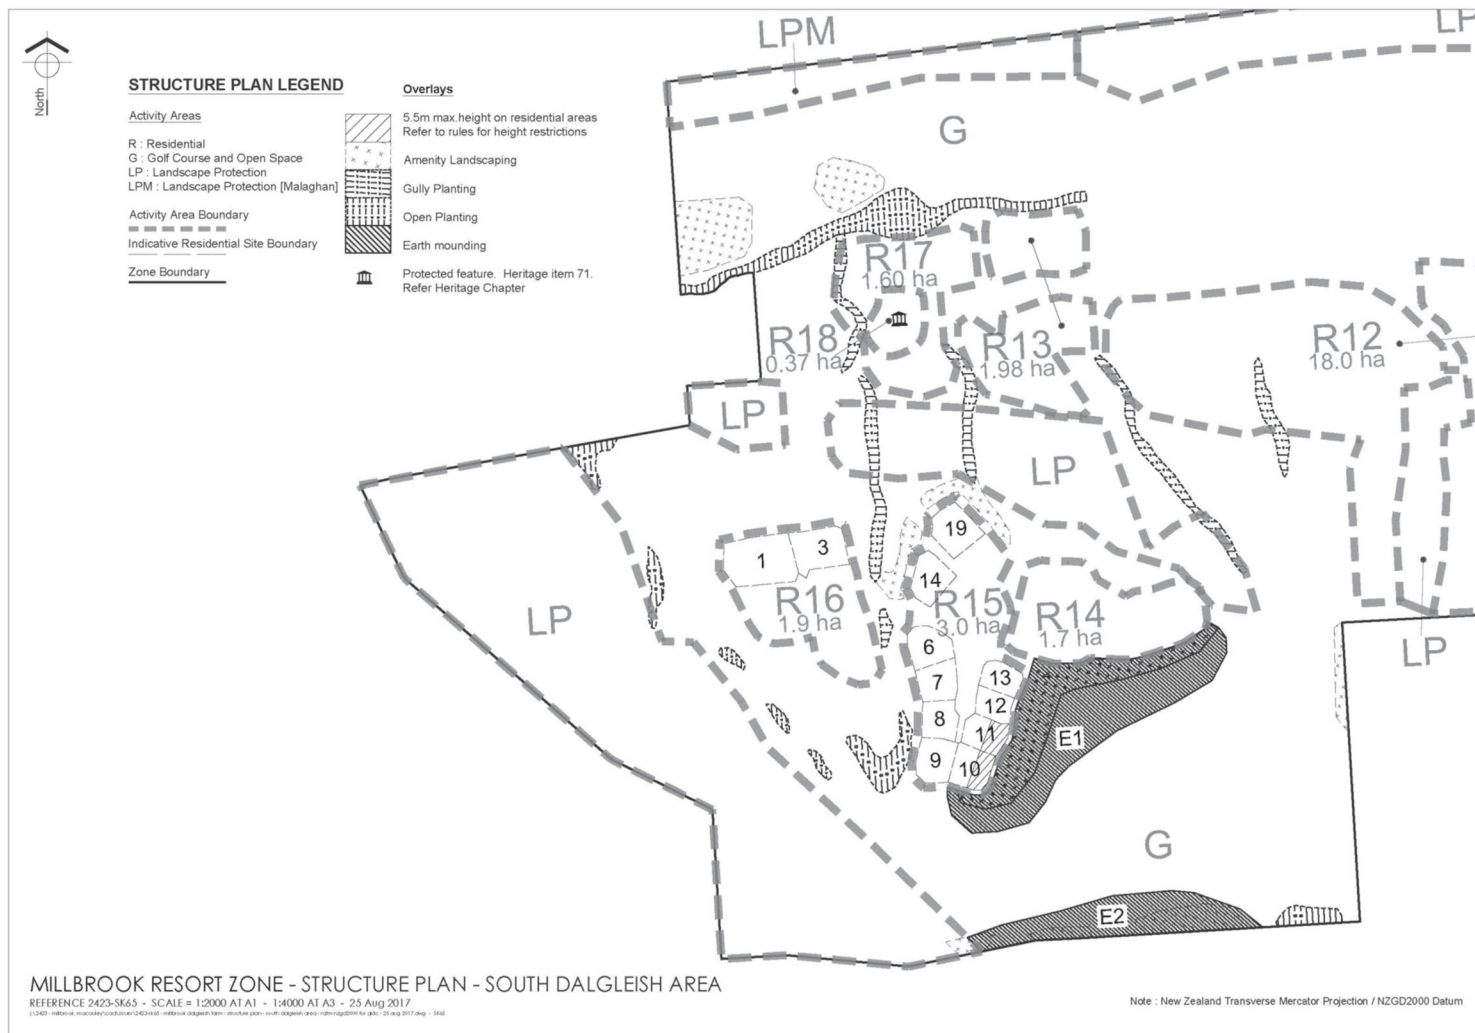 North
STRUCTURE PLAN LEGEND
Activity Areas
R : Residential
G : Golf Course and Open Space
LP : Landscape Protection
LPM : Landscape Protection [Malaghan]
Activity Area Boundary
Indicative Residential Site Boundary
Zone Boundary
Overlays
5.5m max.height on residential areas
Refer to rules for height restrictions
Amenity Landscaping
Gully Planting
Open Planting
Earth mounding
Protected feature. Heritage item 71.
Refer Heritage Chapter
LPM
LP
G
R17
1.60 ha
R18
0.37 ha
R13
1.98 ha
R12
18.0 ha
LP
LP
19
1
3
14
R16
1.9 ha
R15
3.0 ha
R14
1.7 ha
LP
LP
6
7
8
9
13
12
11
10
E1
G
E2
MILLBROOK RESORT ZONE - STRUCTURE PLAN - SOUTH DALGLEISH AREA
REFERENCE 2423-SK65 - SCALE = 1:2000 AT A1 - 1:4000 AT A3 - 25 Aug 2017
Note : New Zealand Transverse Mercator Projection / NZGD2000 Datum